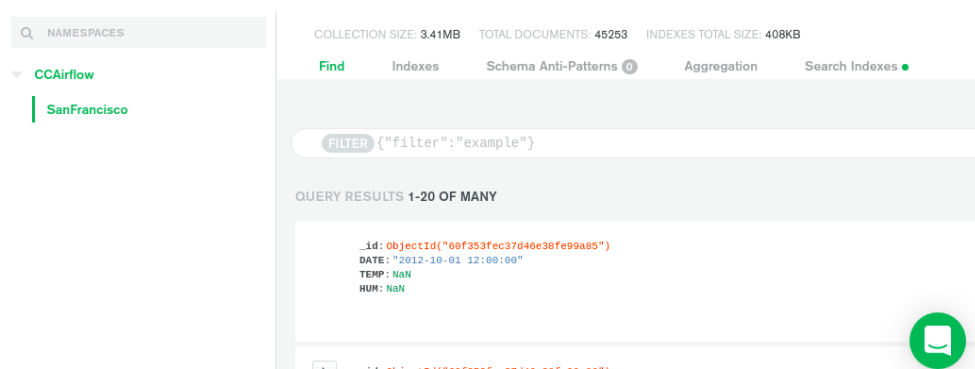 NAMESPACES
CCAirflow
SanFrancisco
COLLECTION SIZE: 3.41MB TOTAL DOCUMENTS: 45253 INDEXES TOTAL SIZE: 408KB
Find Indexes Schema Anti-Patterns 0 Aggregation Search Indexes
FILTER {"filter":"example"}
QUERY RESULTS 1-20 OF MANY
_id: ObjectId("60f353fec37d46e38fe99a85")
DATE: "2012-10-01 12:00:00"
TEMP: NaN
HUM: NaN